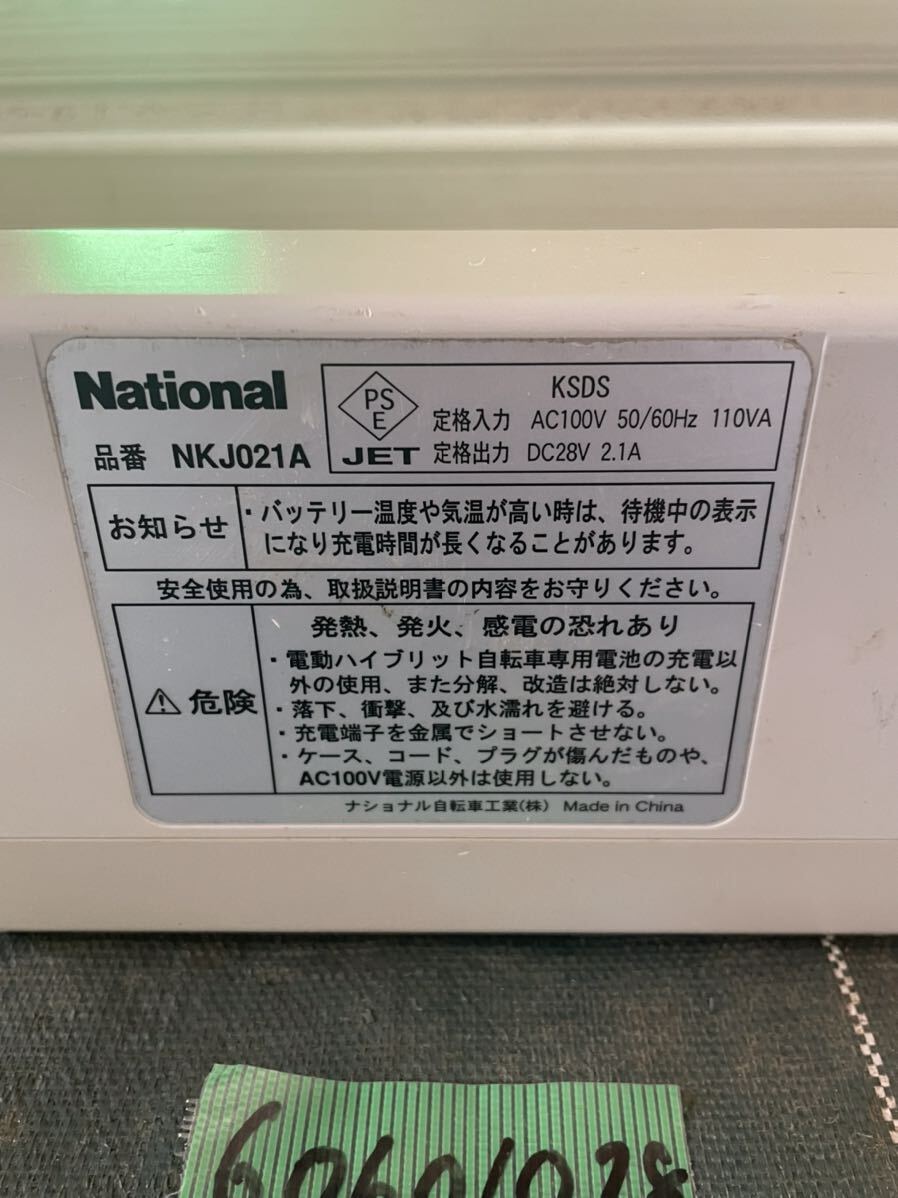 National
品番 NKJ021A
PS
E
JET
KSDS
定格入力 AC100V 50/60Hz 110VA
定格出力 DC28V 2.1A
お知らせ
・バッテリー温度や気温が高い時は、待機中の表示
になり充電時間が長くなることがあります。
安全使用の為、取扱説明書の内容をお守りください。
⚠危険
発熱、発火、感電の恐れあり
・電動ハイブリット自転車専用電池の充電以
外の使用、また分解、改造は絶対しない。
・落下、衝撃、及び水濡れを避ける。
・充電端子を金属でショートさせない。
・ケース、コード、プラグが傷んだものや、
AC100V電源以外は使用しない。
ナショナル自転車工業(株) Made in China
60601028